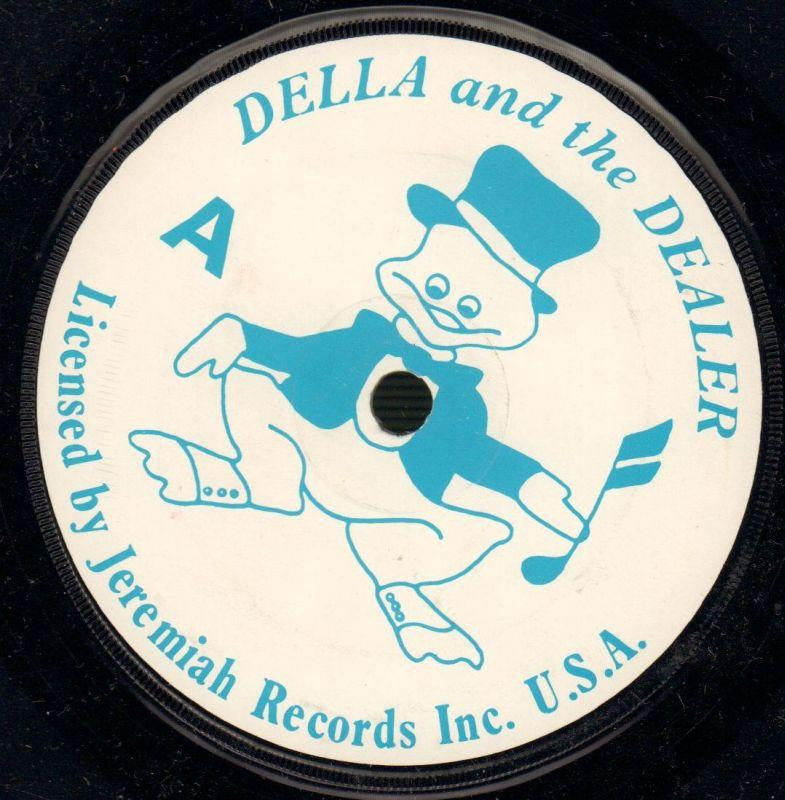 DELLA and the DEALER
A
Licensed by Jeremiah Records Inc. U.S.A.